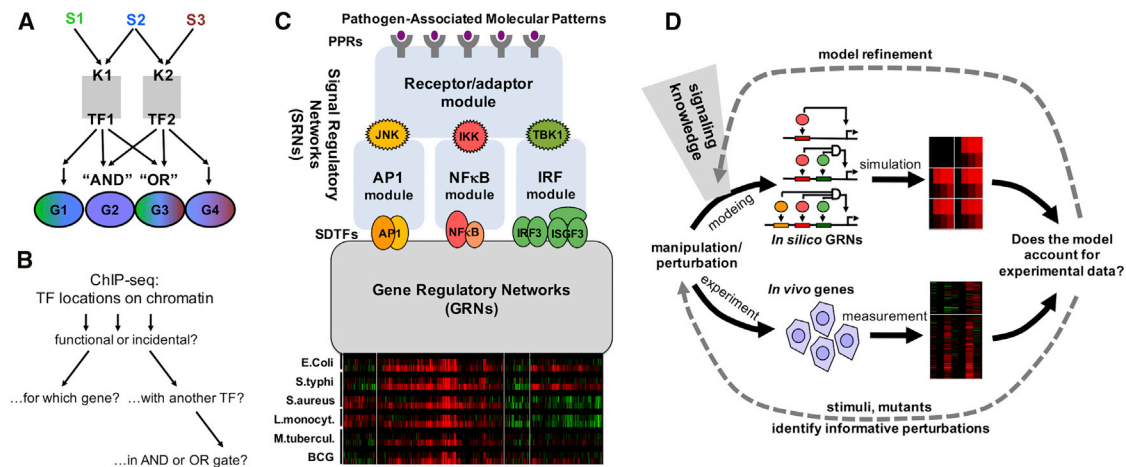 A
S1 S2 S3
K1 K2
TF1 TF2
“AND” “OR”
G1 G2 G3 G4
B
ChIP-seq:
TF locations on chromatin
functional or incidental?
...for which gene? ...with another TF?
...in AND or OR gate?
C
Pathogen-Associated Molecular Patterns
PPRs
Signal Regulatory
Networks
(SRNs)
Receptor/adaptor
module
JNK IKK TBK1
AP1
module
NFκB
module
IRF
module
SDTFs
AP1 NFκB IRF3 ISGF3
Gene Regulatory Networks
(GRNs)
E.Coli
S.typhi
S.aureus
L.monocyt.
M.tubercul.
BCG
D
model refinement
signaling
knowledge
simulation
modeing
In silico GRNs
manipulation/
perturbation
Does the model
account for
experimental data?
experiment
In vivo genes
measurement
stimuli, mutants
identify informative perturbations